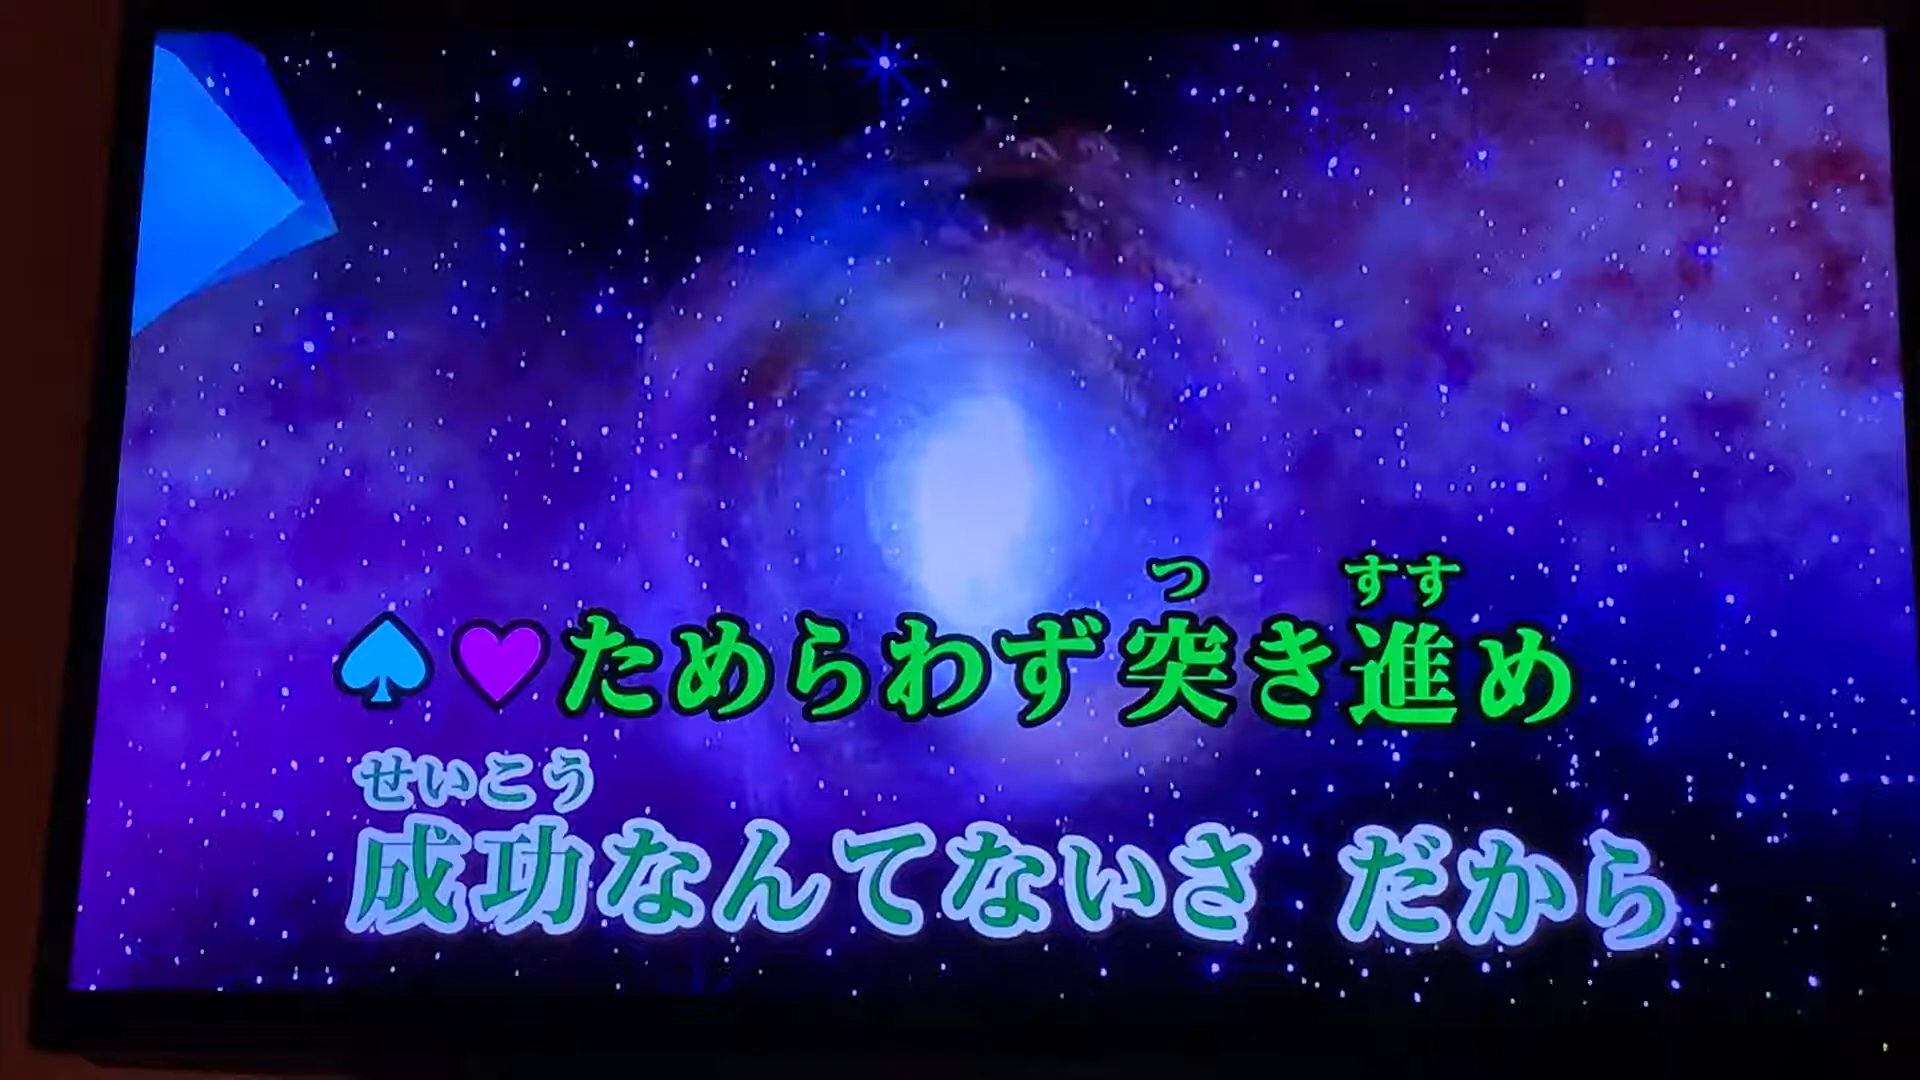 つ すす
♠♥ためらわず突き進め
せいこう
成功なんてないさ だから